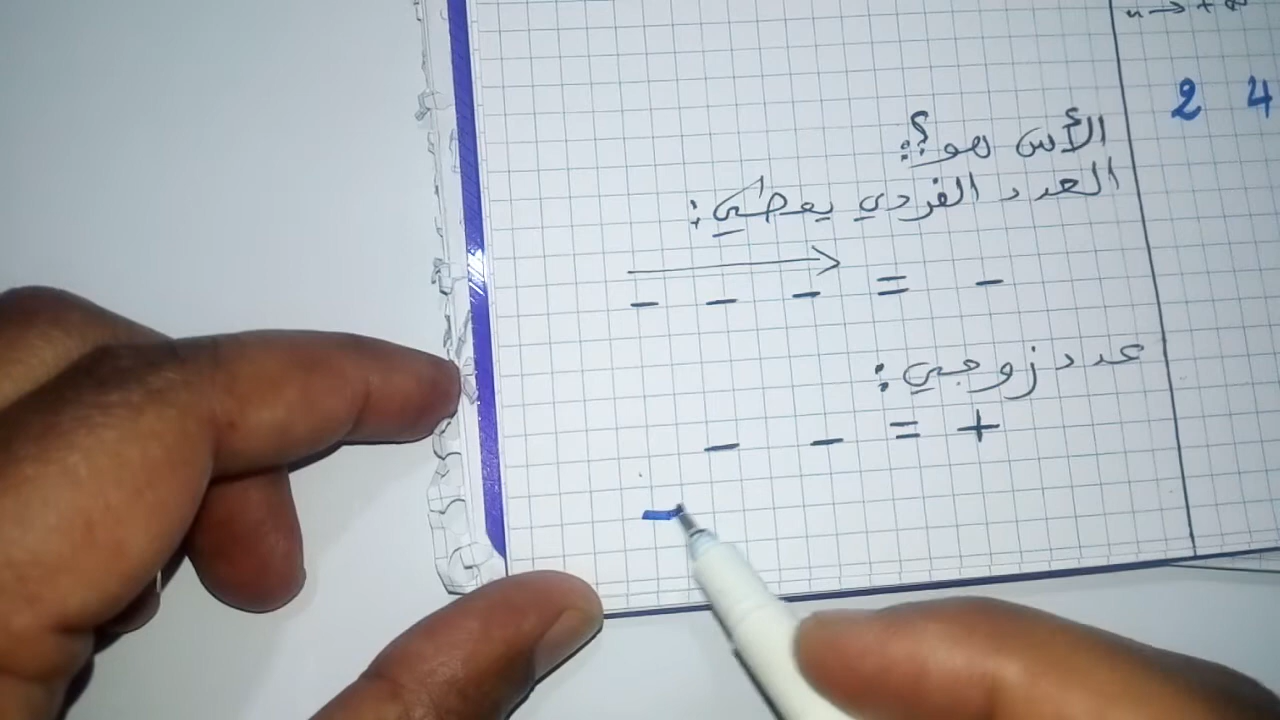 n → +∞
2 4
الأس هو؟:
العدد الفردي يعطي:
- - - = -
عدد زوجي:
- - = +
-